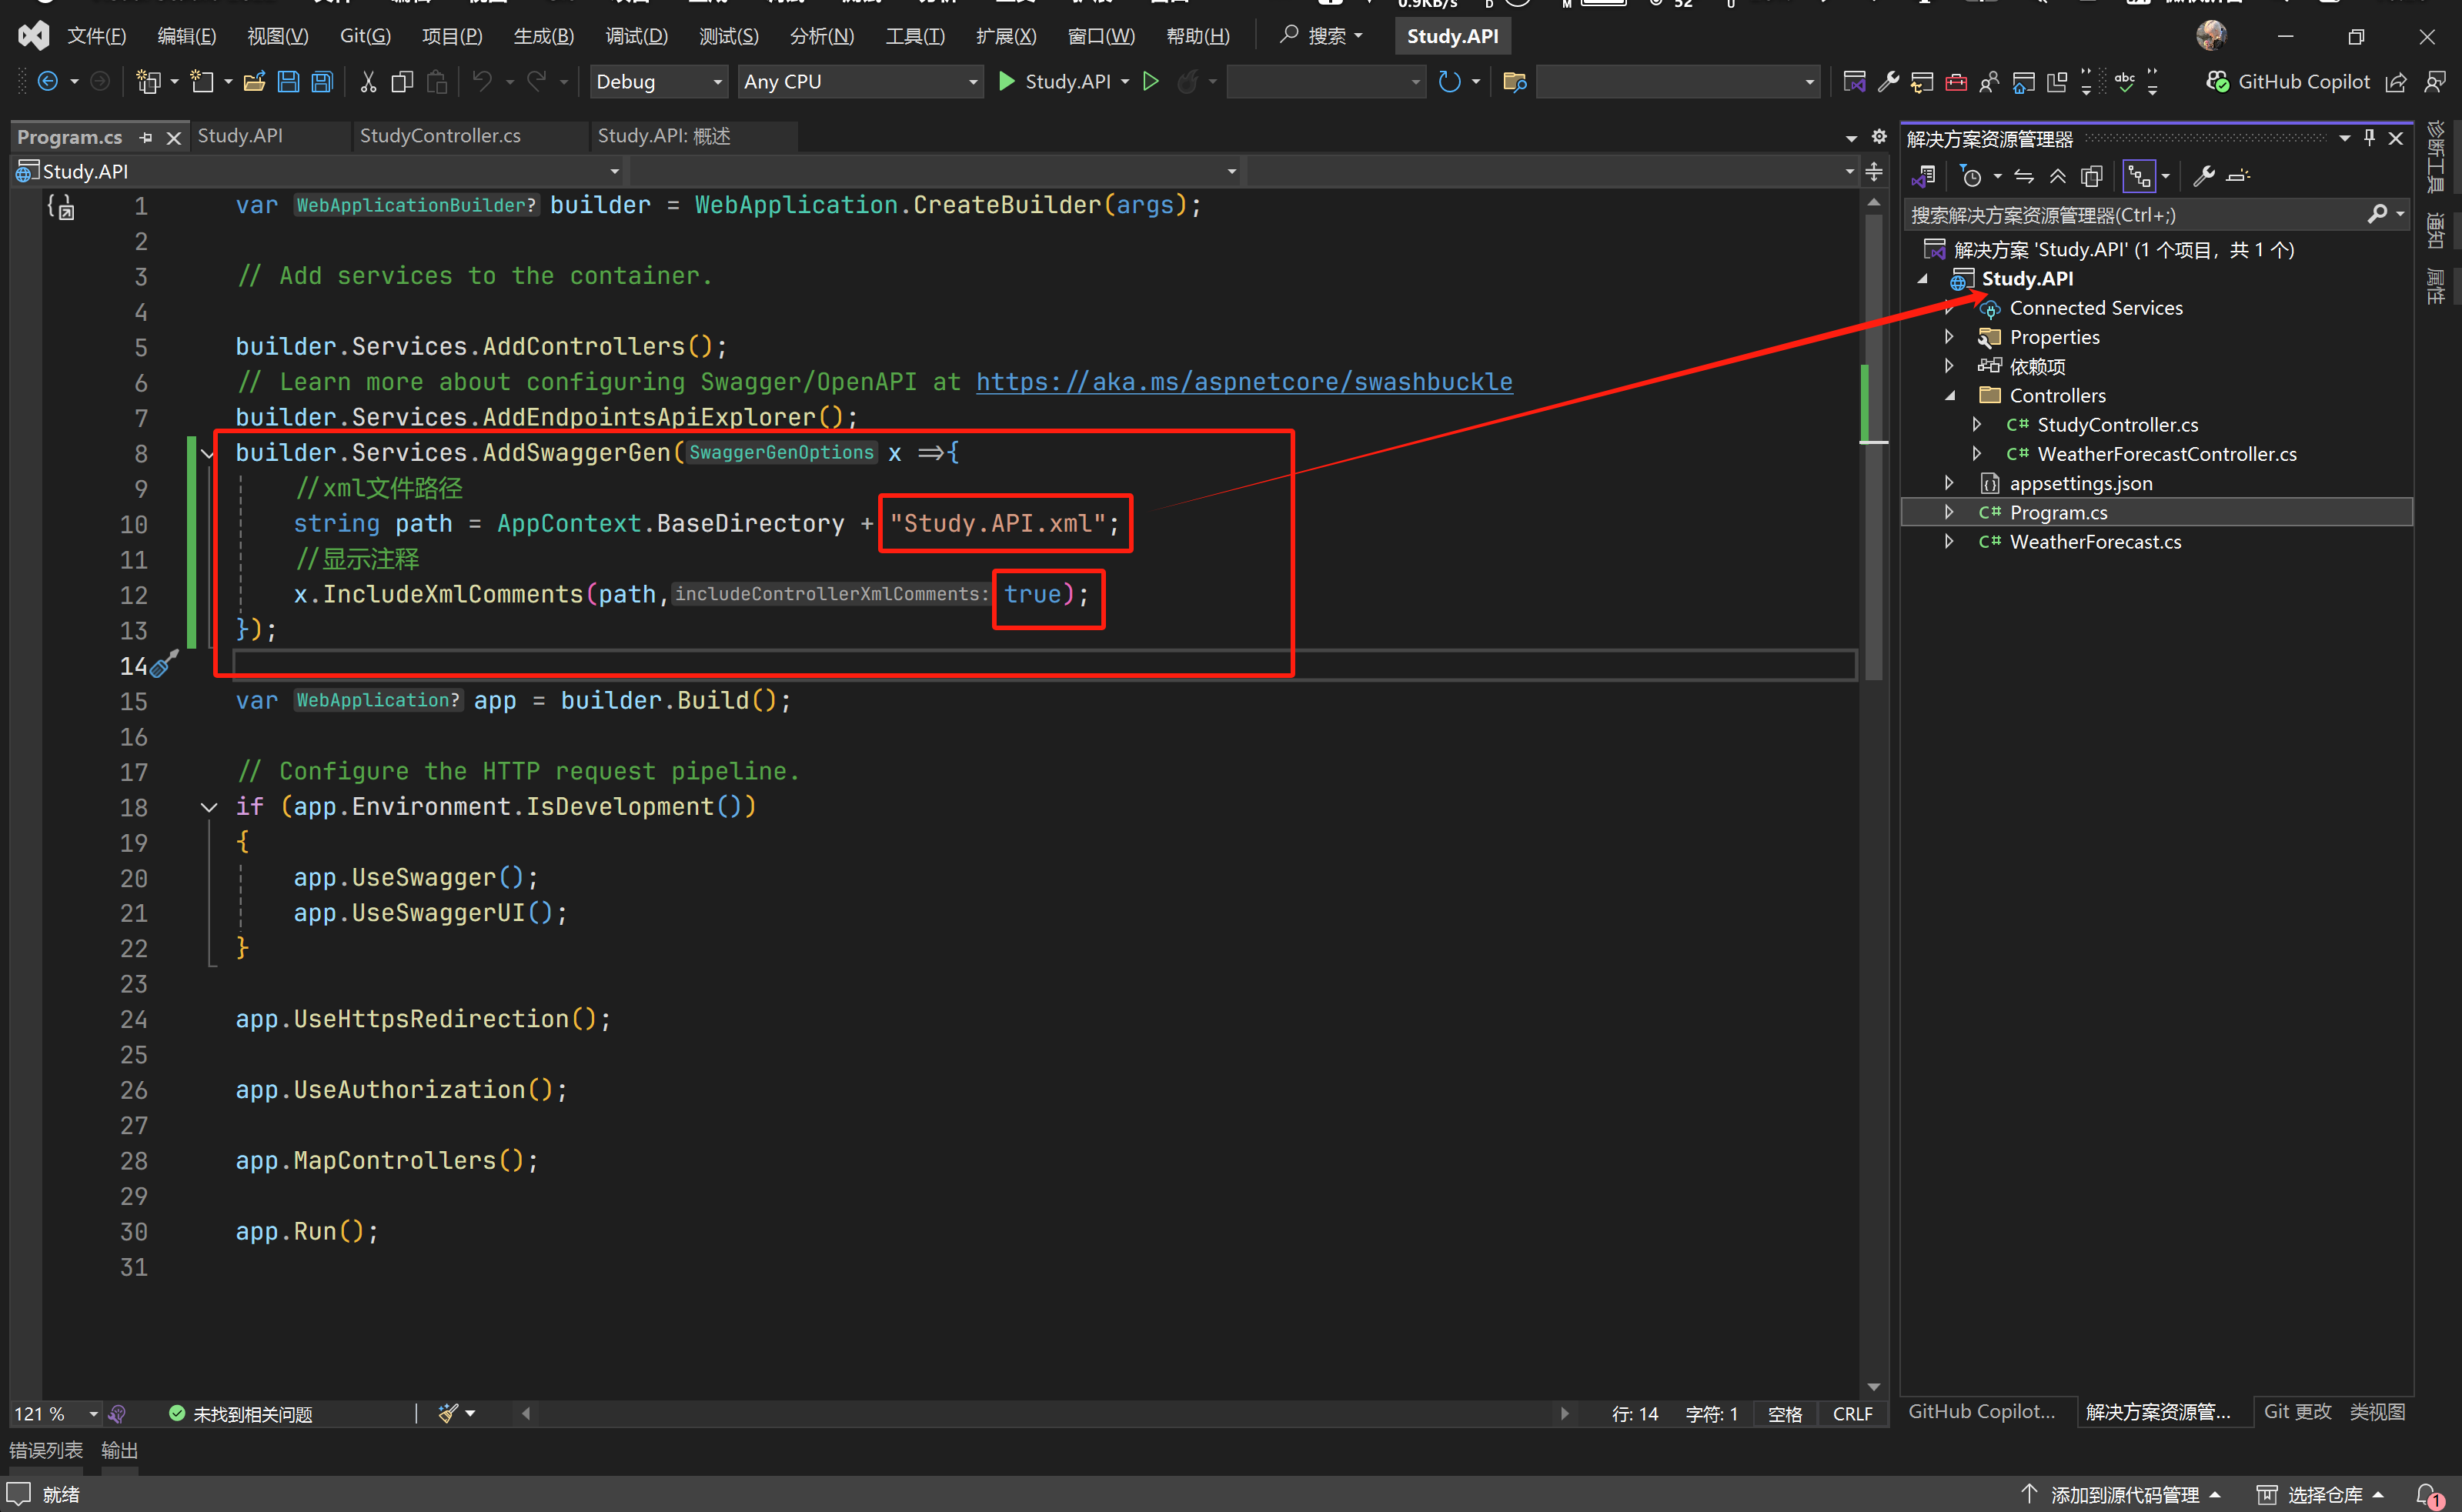 0.9KB/s
52
文件(F) 编辑(E) 视图(V) Git(G) 项目(P) 生成(B) 调试(D) 测试(S) 分析(N) 工具(T) 扩展(X) 窗口(W) 帮助(H) 搜索 Study.API
Debug Any CPU Study.API abc GitHub Copilot
Program.cs Study.API StudyController.cs Study.API: 概述
Study.API
1 var WebApplicationBuilder? builder = WebApplication.CreateBuilder(args);
2
3 // Add services to the container.
4
5 builder.Services.AddControllers();
6 // Learn more about configuring Swagger/OpenAPI at https://aka.ms/aspnetcore/swashbuckle
7 builder.Services.AddEndpointsApiExplorer();
8 builder.Services.AddSwaggerGen(SwaggerGenOptions x =>{
9 //xml文件路径
10 string path = AppContext.BaseDirectory + "Study.API.xml";
11 //显示注释
12 x.IncludeXmlComments(path,includeControllerXmlComments: true);
13 });
14
15 var WebApplication? app = builder.Build();
16
17 // Configure the HTTP request pipeline.
18 if (app.Environment.IsDevelopment())
19 {
20 app.UseSwagger();
21 app.UseSwaggerUI();
22 }
23
24 app.UseHttpsRedirection();
25
26 app.UseAuthorization();
27
28 app.MapControllers();
29
30 app.Run();
31
121 % 未找到相关问题 行: 14 字符: 1 空格 CRLF
解决方案资源管理器
搜索解决方案资源管理器(Ctrl+;)
解决方案 'Study.API' (1 个项目，共 1 个)
Study.API
Connected Services
Properties
依赖项
Controllers
C# StudyController.cs
C# WeatherForecastController.cs
appsettings.json
C# Program.cs
C# WeatherForecast.cs
GitHub Copilot... 解决方案资源管... Git 更改 类视图
诊断工具
通知
属性
错误列表 输出
就绪 添加到源代码管理 选择仓库 1